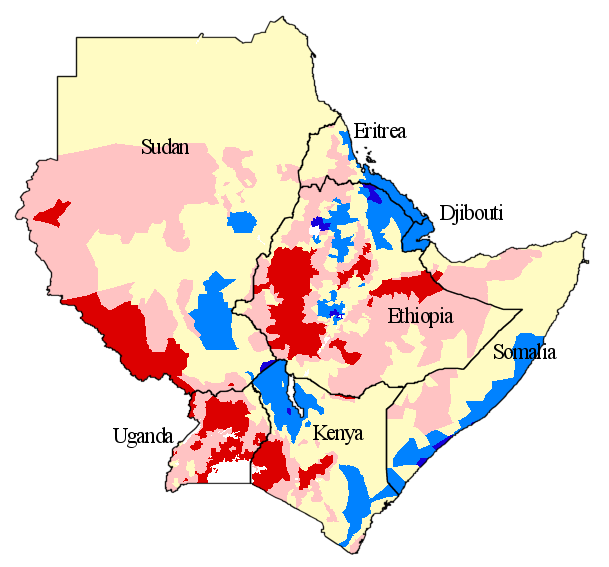 Eritrea
Sudan
Djibouti
Ethiopia
Somalia
Uganda
Kenya